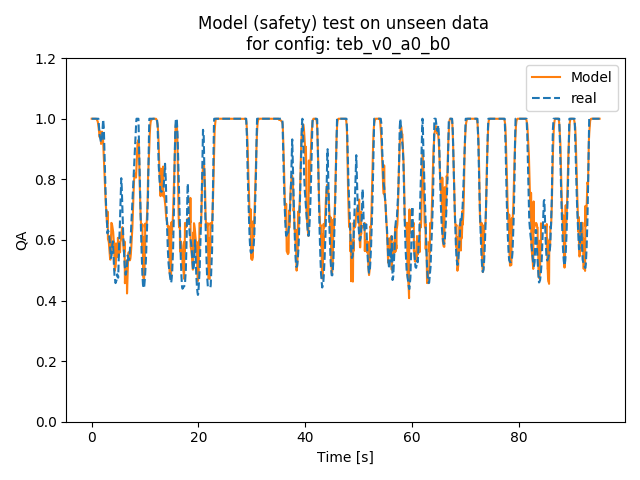 Model (safety) test on unseen data
for config: teb_v0_a0_b0
Model
real
1.2
1.0
0.8
0.6
0.4
0.2
0.0
QA
0
20
40
60
80
Time [s]